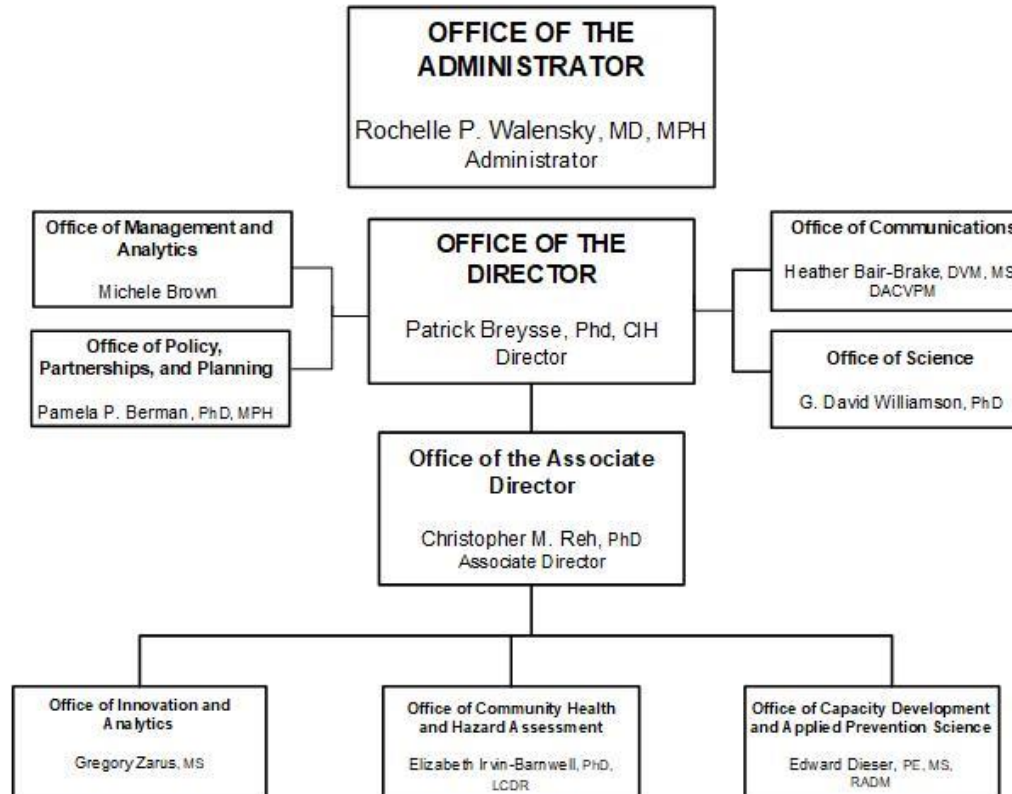 OFFICE OF THE
ADMINISTRATOR
Rochelle P. Walensky, MD, MPH
Administrator
Office of Management and
Analytics
Michele Brown
OFFICE OF THE
DIRECTOR
Patrick Breysse, Phd, CIH
Director
Office of Communications
Heather Bair-Brake, DVM, MS
DACVPM
Office of Policy,
Partnerships, and Planning
Pamela P. Berman, PhD, MPH
Office of Science
G. David Williamson, PhD
Office of the Associate
Director
Christopher M. Reh, PhD
Associate Director
Office of Innovation and
Analytics
Gregory Zarus, MS
Office of Community Health
and Hazard Assessment
Elizabeth Irvin-Barnwell, PhD,
LCDR
Office of Capacity Development
and Applied Prevention Science
Edward Dieser, PE, MS,
RADM